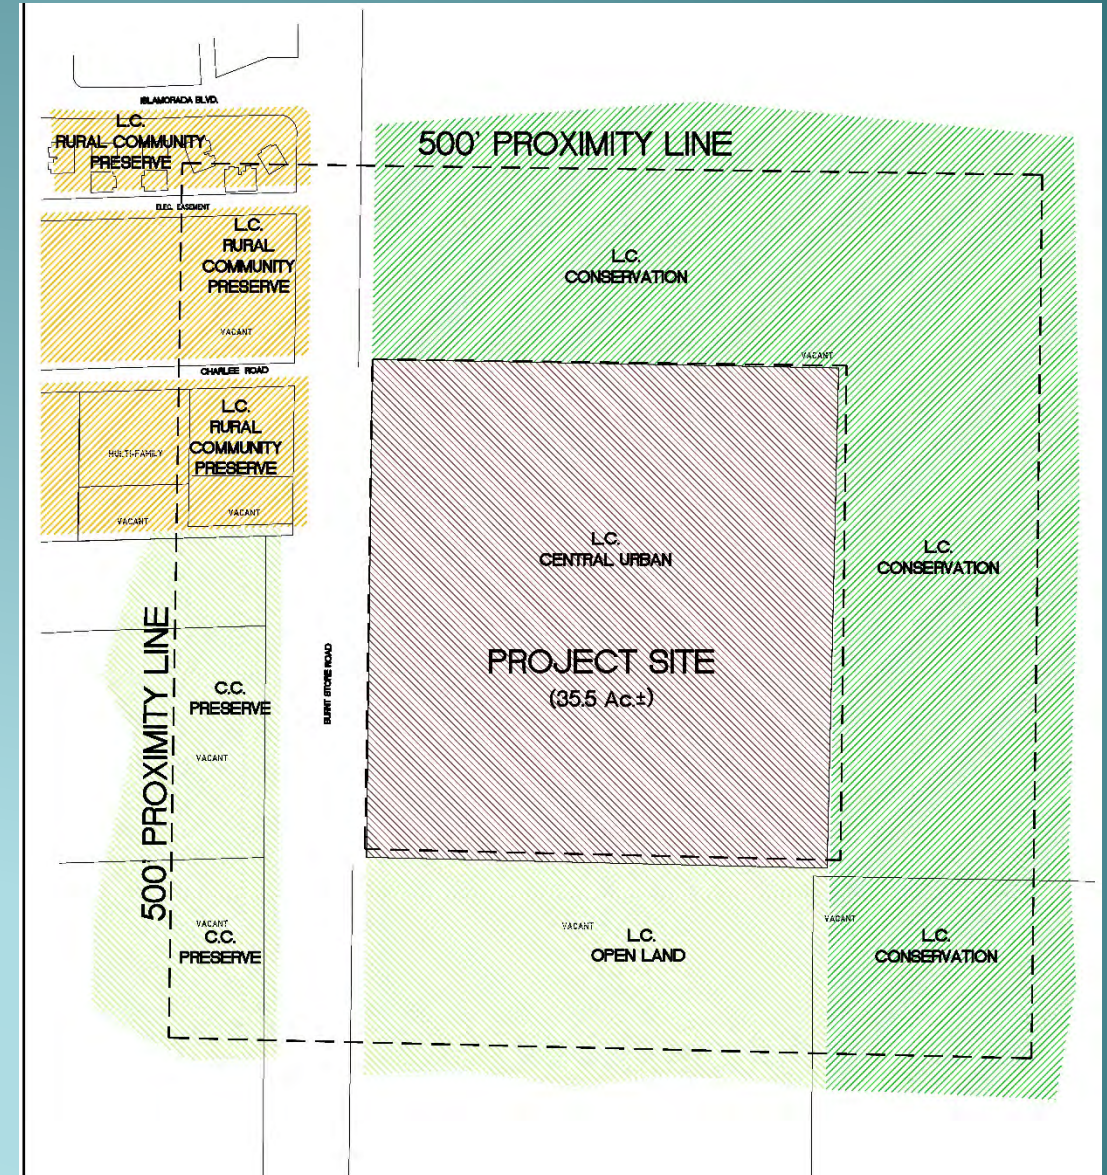 ISLAMORADA BLVD.
L.C.
RURAL COMMUNITY
PRESERVE
500' PROXIMITY LINE
ELEC. EASEMENT
L.C.
RURAL
COMMUNITY
PRESERVE
VACANT
L.C.
CONSERVATION
VACANT
CHARLEE ROAD
L.C.
RURAL
COMMUNITY
PRESERVE
MULTI-FAMILY
VACANT
VACANT
L.C.
CENTRAL URBAN
L.C.
CONSERVATION
PROJECT SITE
(35.5 Ac.±)
BURNT STORE ROAD
500' PROXIMITY LINE
C.C.
PRESERVE
VACANT
VACANT
C.C.
PRESERVE
VACANT
L.C.
OPEN LAND
VACANT
L.C.
CONSERVATION